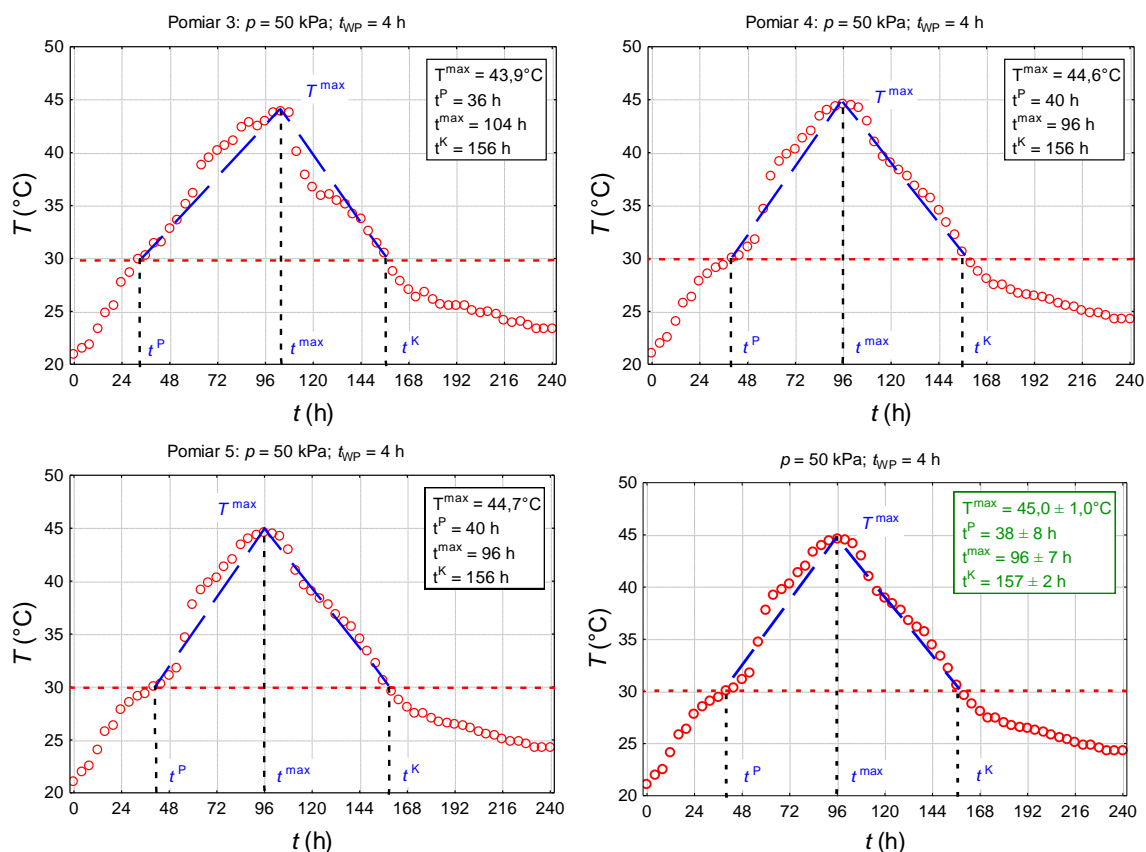 Pomiar 3: p = 50 kPa; tWP = 4 h
50
45
40
35
30
25
20
T (°C)
Tmax
Tmax = 43,9°C
tP = 36 h
tmax = 104 h
tK = 156 h
tP
tmax
tK
0 24 48 72 96 120 144 168 192 216 240
t (h)
Pomiar 4: p = 50 kPa; tWP = 4 h
50
45
40
35
30
25
20
T (°C)
Tmax
Tmax = 44,6°C
tP = 40 h
tmax = 96 h
tK = 156 h
tP
tmax
tK
0 24 48 72 96 120 144 168 192 216 240
t (h)
Pomiar 5: p = 50 kPa; tWP = 4 h
50
45
40
35
30
25
20
T (°C)
Tmax
Tmax = 44,7°C
tP = 40 h
tmax = 96 h
tK = 156 h
tP
tmax
tK
0 24 48 72 96 120 144 168 192 216 240
t (h)
p = 50 kPa; tWP = 4 h
50
45
40
35
30
25
20
T (°C)
Tmax
Tmax = 45,0 ± 1,0°C
tP = 38 ± 8 h
tmax = 96 ± 7 h
tK = 157 ± 2 h
tP
tmax
tK
0 24 48 72 96 120 144 168 192 216 240
t (h)